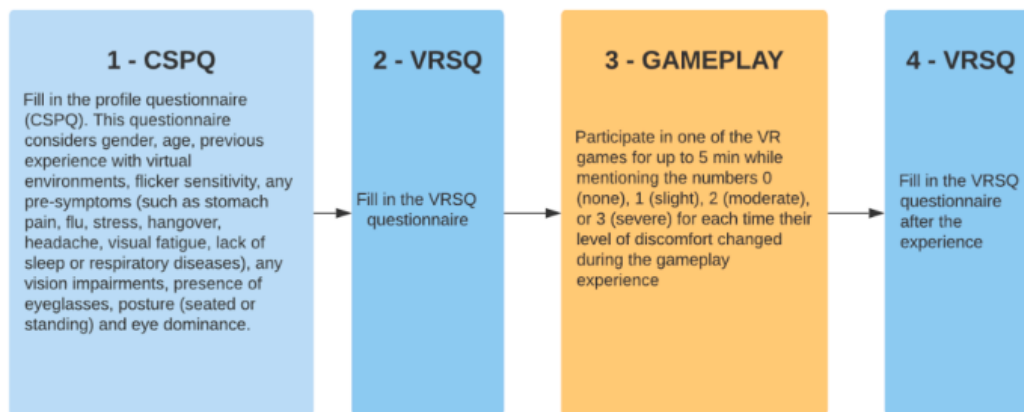 1 - CSPQ
Fill in the profile questionnaire
(CSPQ). This questionnaire
considers gender, age, previous
experience with virtual
environments, flicker sensitivity, any
pre-symptoms (such as stomach
pain, flu, stress, hangover,
headache, visual fatigue, lack of
sleep or respiratory diseases), any
vision impairments, presence of
eyeglasses, posture (seated or
standing) and eye dominance.
2 - VRSQ
Fill in the VRSQ
questionnaire
3 - GAMEPLAY
Participate in one of the VR
games for up to 5 min while
mentioning the numbers 0
(none), 1 (slight), 2 (moderate),
or 3 (severe) for each time their
level of discomfort changed
during the gameplay
experience
4 - VRSQ
Fill in the VRSQ
questionnaire
after the
experience